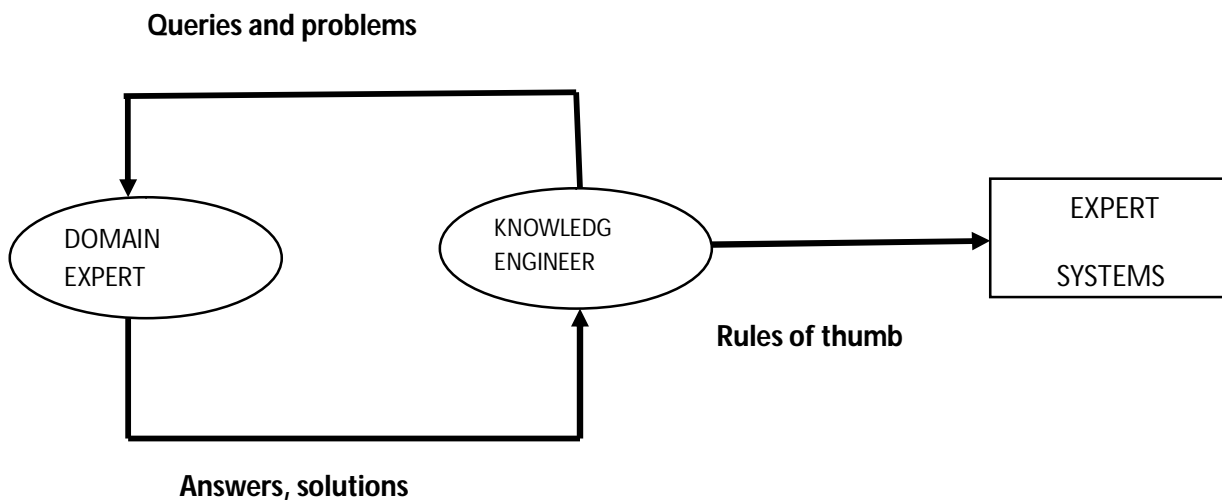 Queries and problems
DOMAIN
EXPERT
KNOWLEDG
ENGINEER
EXPERT
SYSTEMS
Rules of thumb
Answers, solutions